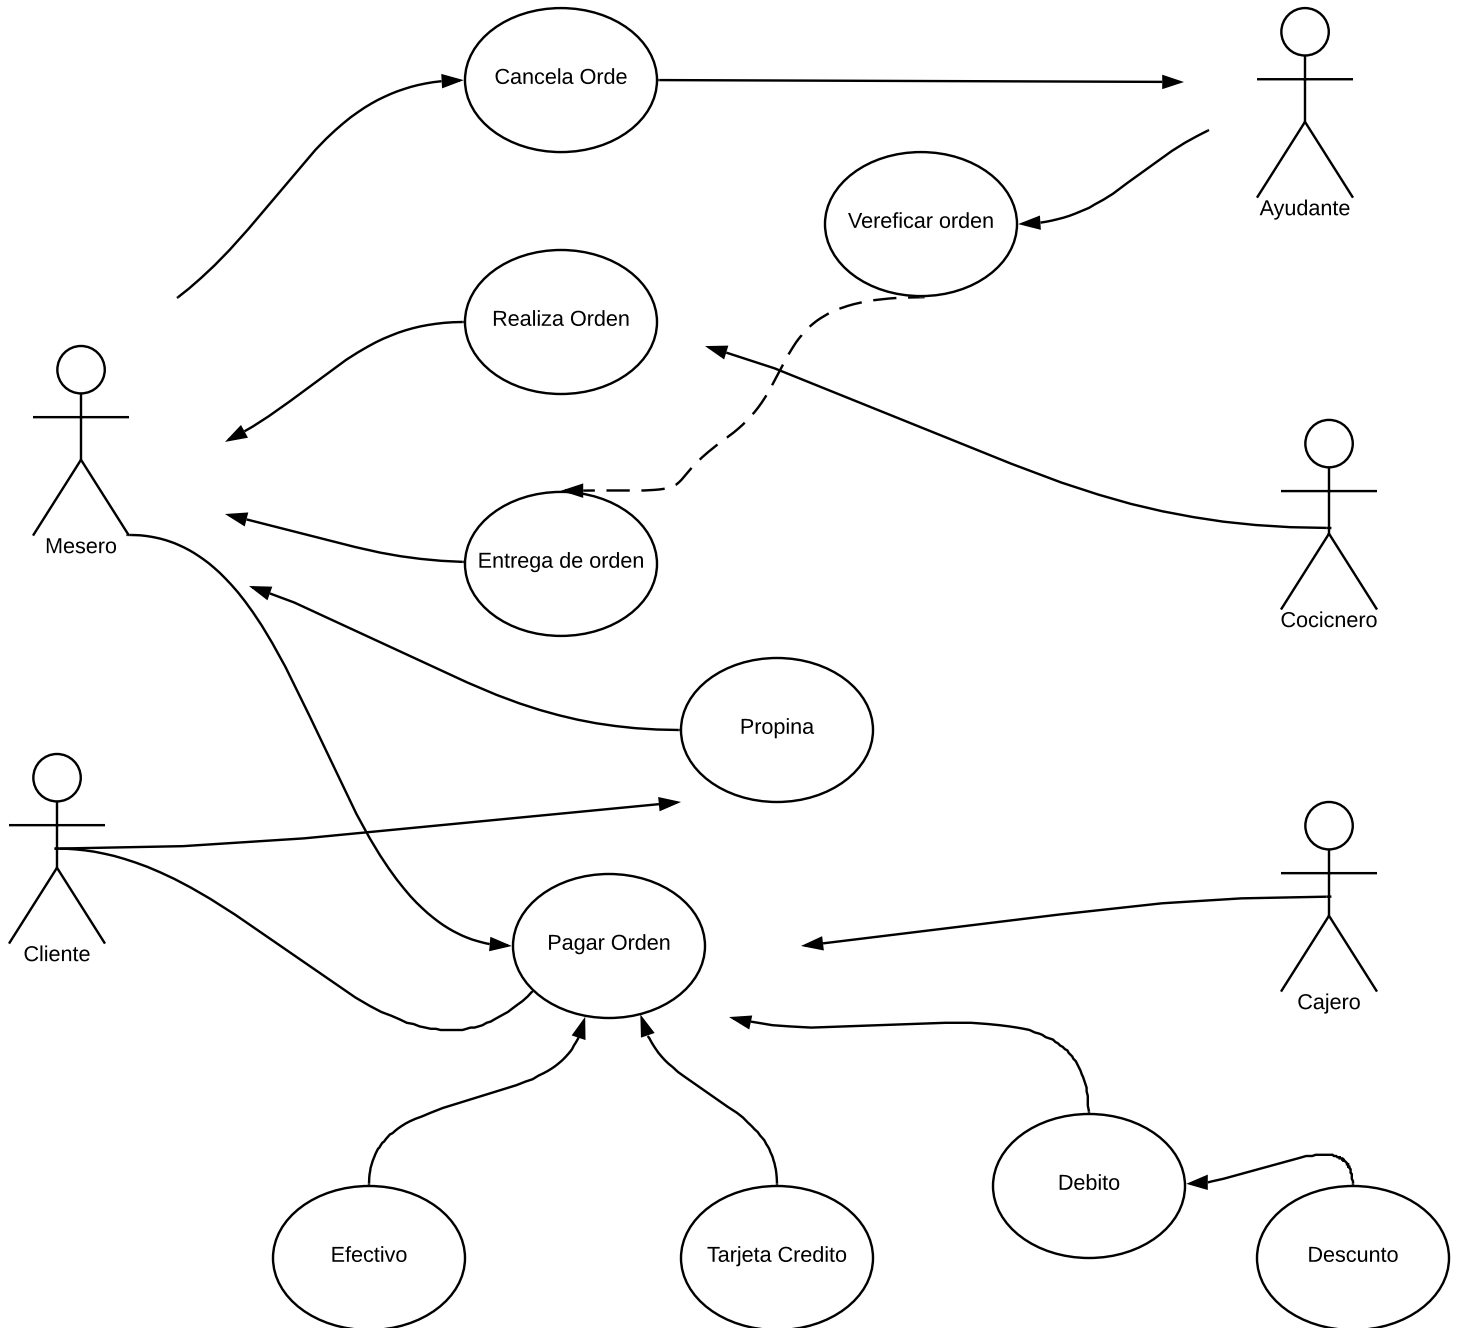 Cancela Orde
Ayudante
Vereficar orden
Realiza Orden
Mesero
Entrega de orden
Cocicnero
Propina
Cliente
Pagar Orden
Cajero
Debito
Efectivo
Tarjeta Credito
Descunto